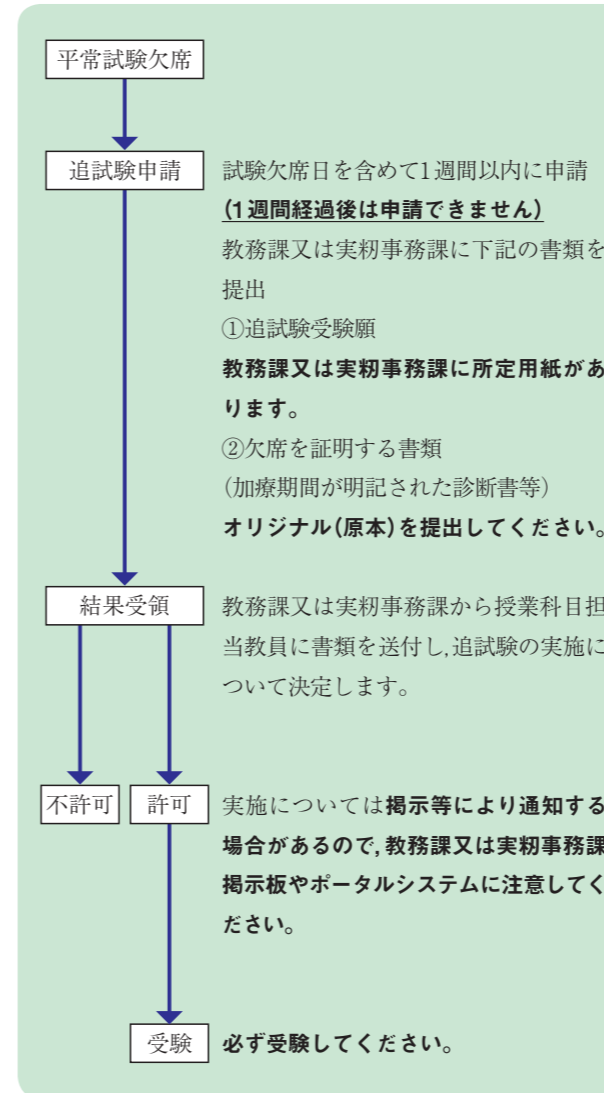 平常試験欠席
追試験申請
試験欠席日を含めて1週間以内に申請
(1週間経過後は申請できません)
教務課又は実籾事務課に下記の書類を
提出
①追試験受験願
教務課又は実籾事務課に所定用紙があ
ります。
②欠席を証明する書類
(加療期間が明記された診断書等)
オリジナル(原本)を提出してください。
結果受領
教務課又は実籾事務課から授業科目担
当教員に書類を送付し,追試験の実施に
ついて決定します。
不許可
許可
実施については掲示等により通知する
場合があるので,教務課又は実籾事務課
掲示板やポータルシステムに注意してく
ださい。
受験
必ず受験してください。